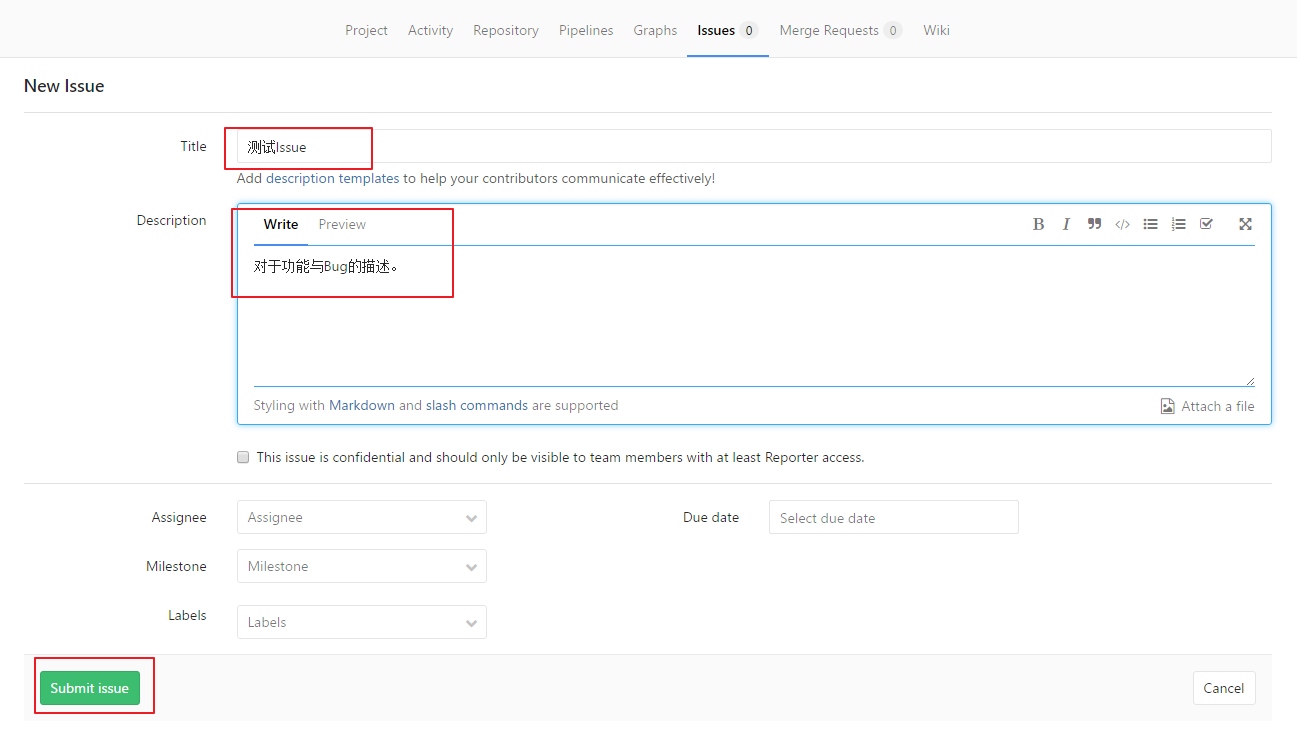 Project Activity Repository Pipelines Graphs Issues 0 Merge Requests 0 Wiki
New Issue
Title 测试Issue
Add description templates to help your contributors communicate effectively!
Description Write Preview
对于功能与Bug的描述。
Styling with Markdown and slash commands are supported Attach a file
This issue is confidential and should only be visible to team members with at least Reporter access.
Assignee Assignee Due date Select due date
Milestone Milestone
Labels Labels
Submit issue Cancel